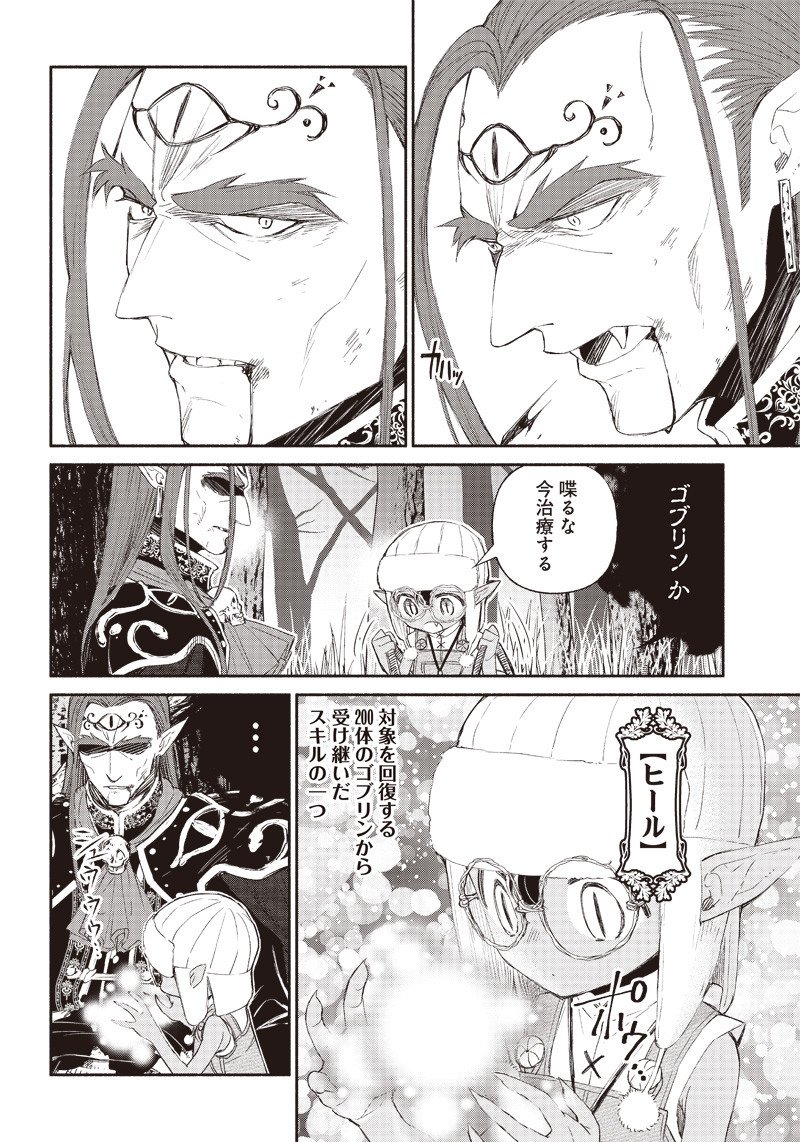 ガハッ
ゴブリンか
喋るな
今治療する
【ヒール】
対象を回復する
200体のゴブリンから
受け継いだ
スキルの一つ
ポウ…
…
シュウウウ…